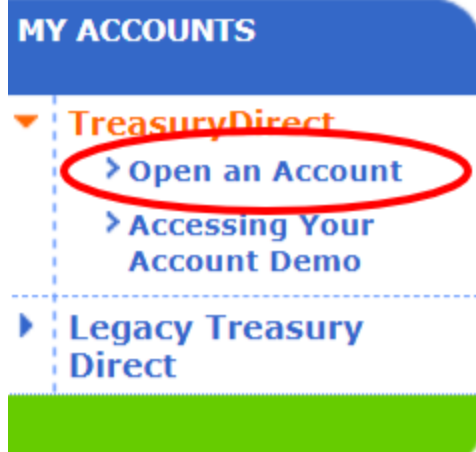 MY ACCOUNTS
TreasuryDirect
Open an Account
Accessing Your
Account Demo
Legacy Treasury
Direct